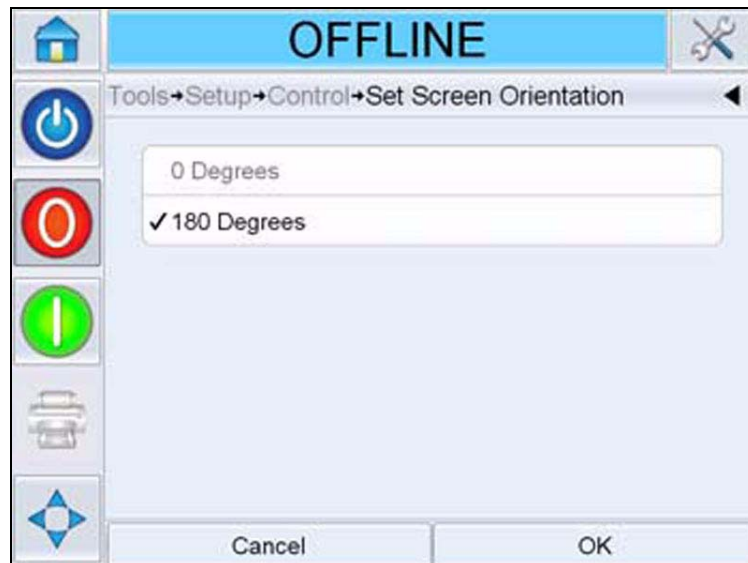 OFFLINE
Tools→Setup→Control→Set Screen Orientation
0 Degrees
✓180 Degrees
Cancel
OK